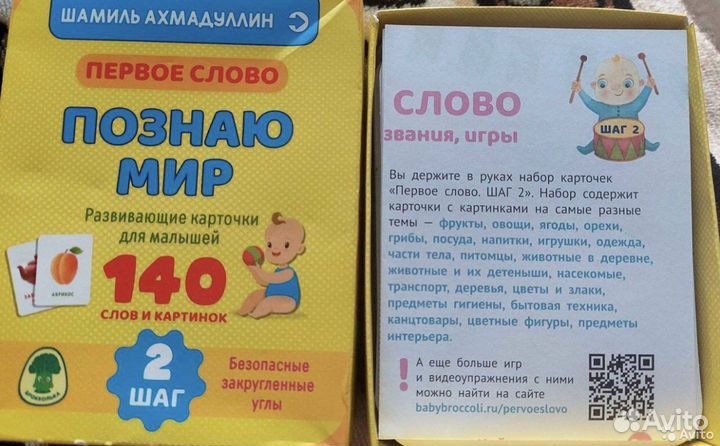 ШАМИЛЬ АХМАДУЛЛИН
ПЕРВОЕ СЛОВО
ПОЗНАЮ
МИР
Развивающие карточки
для малышей
140
СЛОВ И КАРТИНОК
АБРИКОС
2
ШАГ
Безопасные
закругленные
углы
БРОККОЛЬКА
СЛОВО
звания, игры
ШАГ 2
Вы держите в руках набор карточек
«Первое слово. ШАГ 2». Набор содержит
карточки с картинками на самые разные
темы — фрукты, овощи, ягоды, орехи,
грибы, посуда, напитки, игрушки, одежда,
части тела, питомцы, животные в деревне,
животные и их детеныши, насекомые,
транспорт, деревья, цветы и злаки,
предметы гигиены, бытовая техника,
канцтовары, цветные фигуры, предметы
интерьера.
! А еще больше игр
и видеоупражнения с ними
можно найти на сайте
babybroccoli.ru/pervoeslovo
Avito
Avito